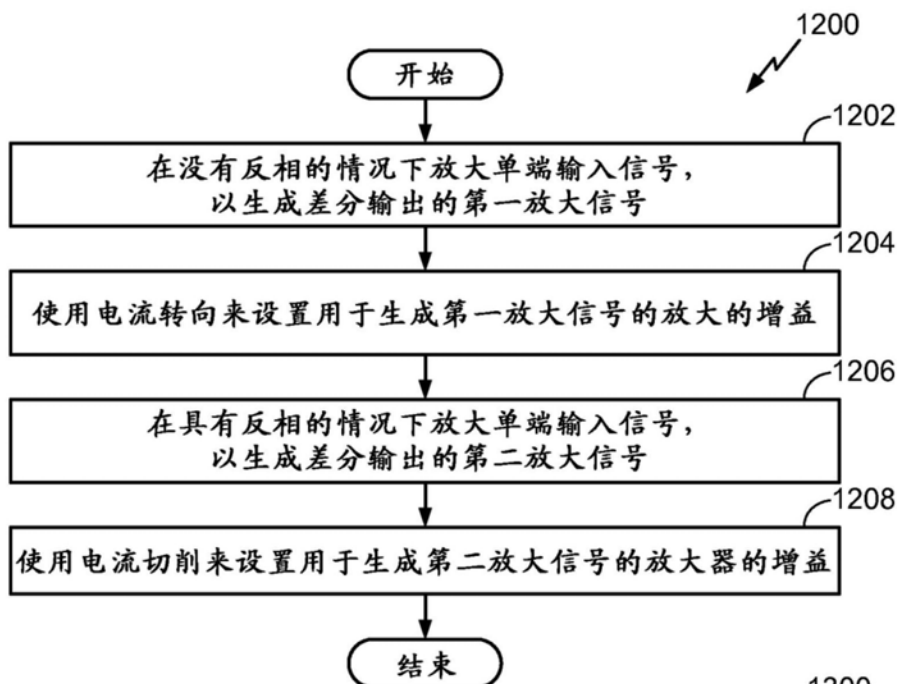 1200
开始
1202
在没有反相的情况下放大单端输入信号，
以生成差分输出的第一放大信号
1204
使用电流转向来设置用于生成第一放大信号的放大的增益
1206
在具有反相的情况下放大单端输入信号，
以生成差分输出的第二放大信号
1208
使用电流切削来设置用于生成第二放大信号的放大器的增益
结束